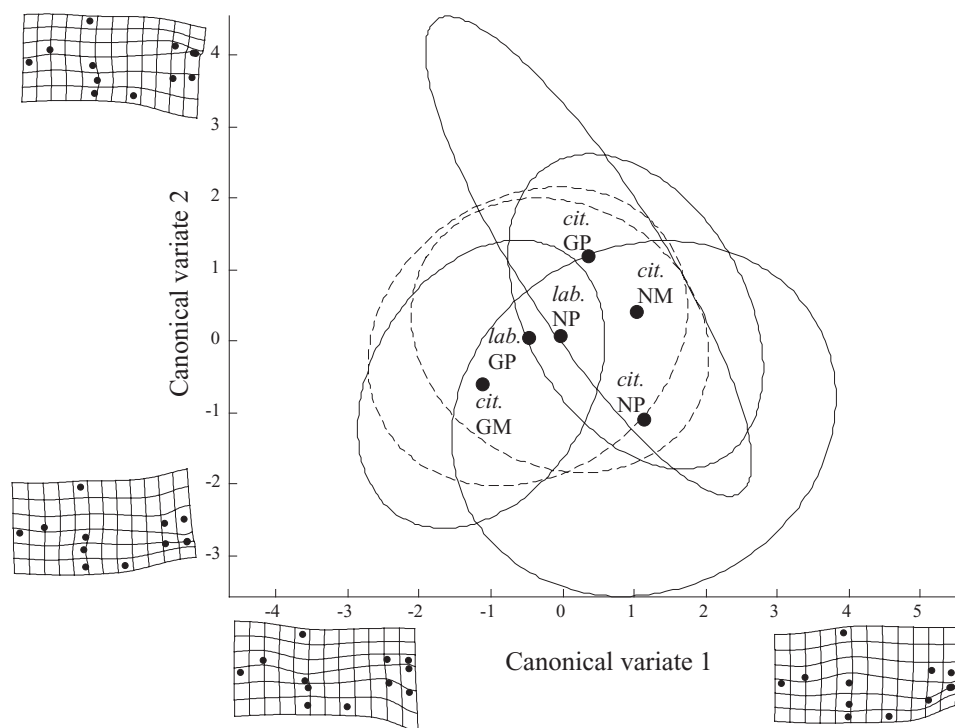 4
3
2
1
0
-1
-2
-3
Canonical variate 2
cit.
GP
cit.
NM
lab.
NP
lab.
GP
cit.
GM
cit.
NP
-4 -3 -2 -1 0 1 2 3 4 5
Canonical variate 1